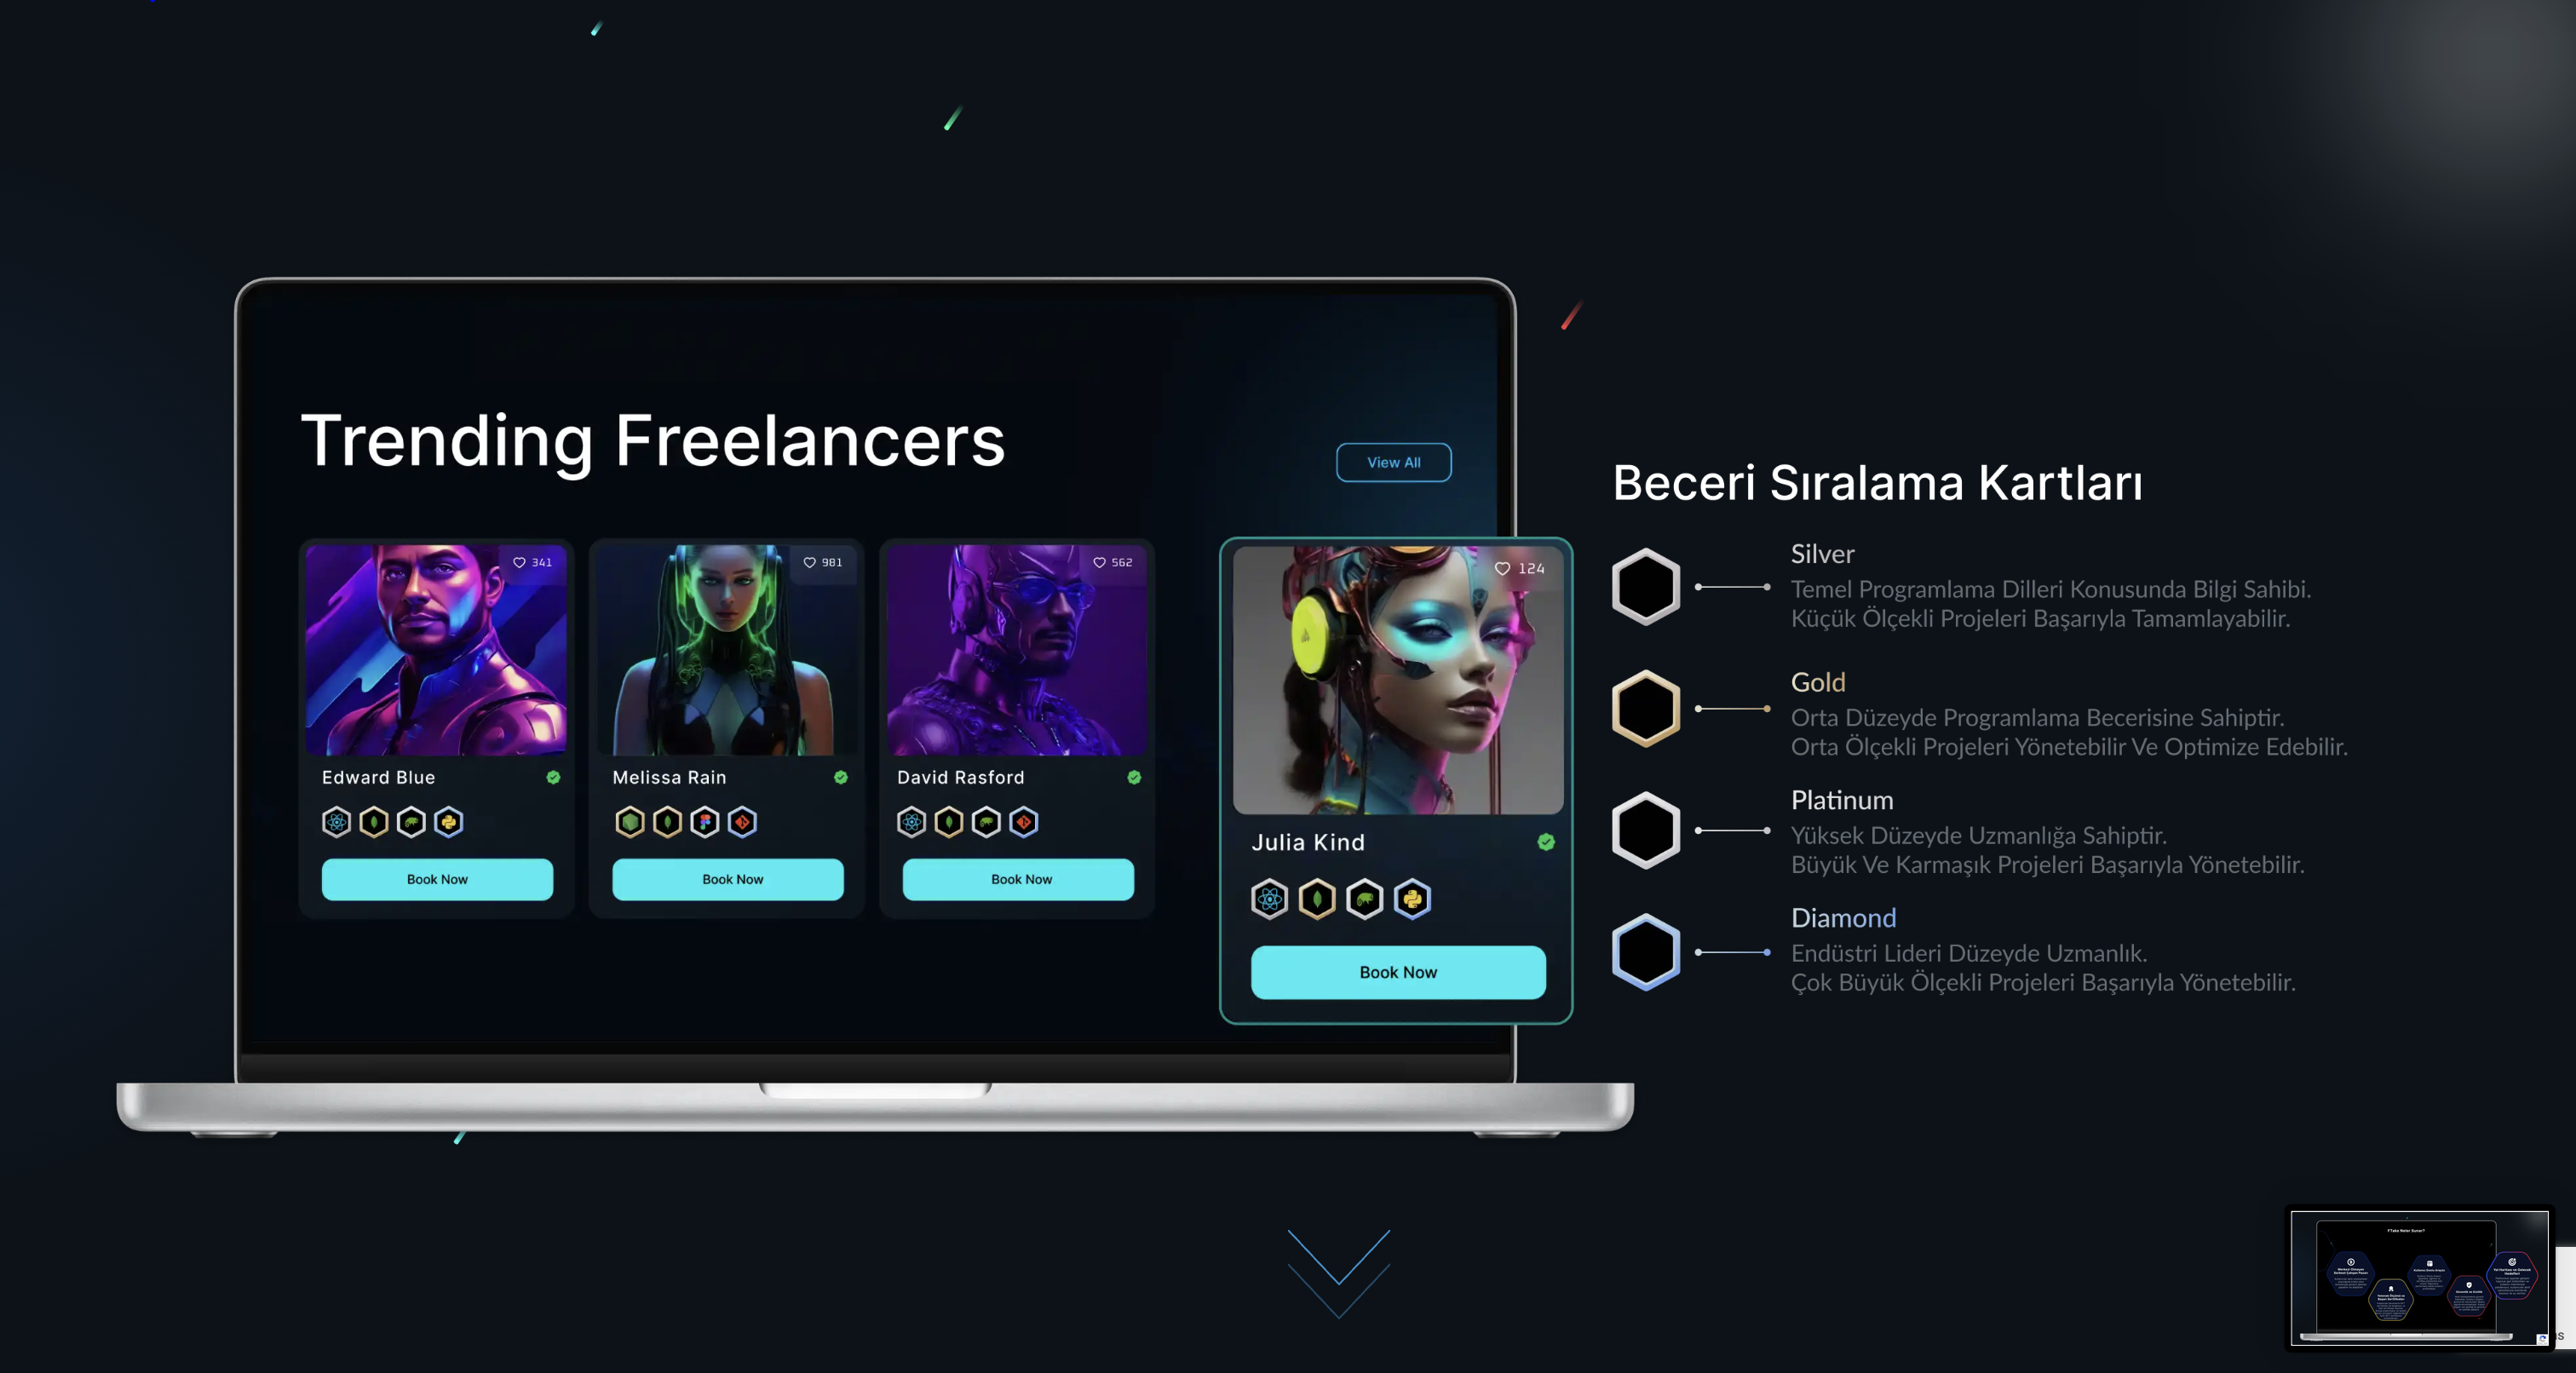 Trending Freelancers
View All
341
981
562
124
Edward Blue
Melissa Rain
David Rasford
Julia Kind
Book Now
Book Now
Book Now
Book Now
Beceri Sıralama Kartları
Silver
Temel Programlama Dilleri Konusunda Bilgi Sahibi.
Küçük Ölçekli Projeleri Başarıyla Tamamlayabilir.
Gold
Orta Düzeyde Programlama Becerisine Sahiptir.
Orta Ölçekli Projeleri Yönetebilir Ve Optimize Edebilir.
Platinum
Yüksek Düzeyde Uzmanlığa Sahiptir.
Büyük Ve Karmaşık Projeleri Başarıyla Yönetebilir.
Diamond
Endüstri Lideri Düzeyde Uzmanlık.
Çok Büyük Ölçekli Projeleri Başarıyla Yönetebilir.